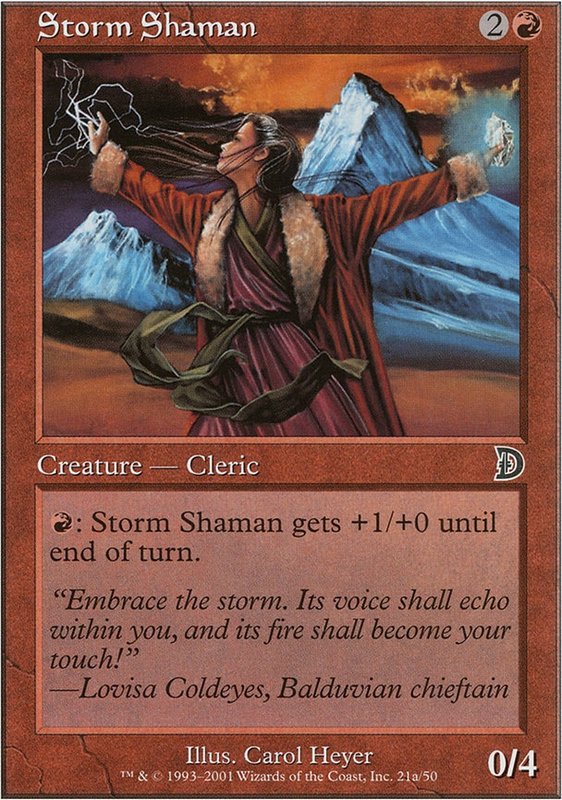 Storm Shaman 2
Creature — Cleric
: Storm Shaman gets +1/+0 until
end of turn.
“Embrace the storm. Its voice shall echo
within you, and its fire shall become your
touch!”
—Lovisa Coldeyes, Balduvian chieftain
Illus. Carol Heyer
™ & © 1993–2001 Wizards of the Coast, Inc. 21a/50
0/4